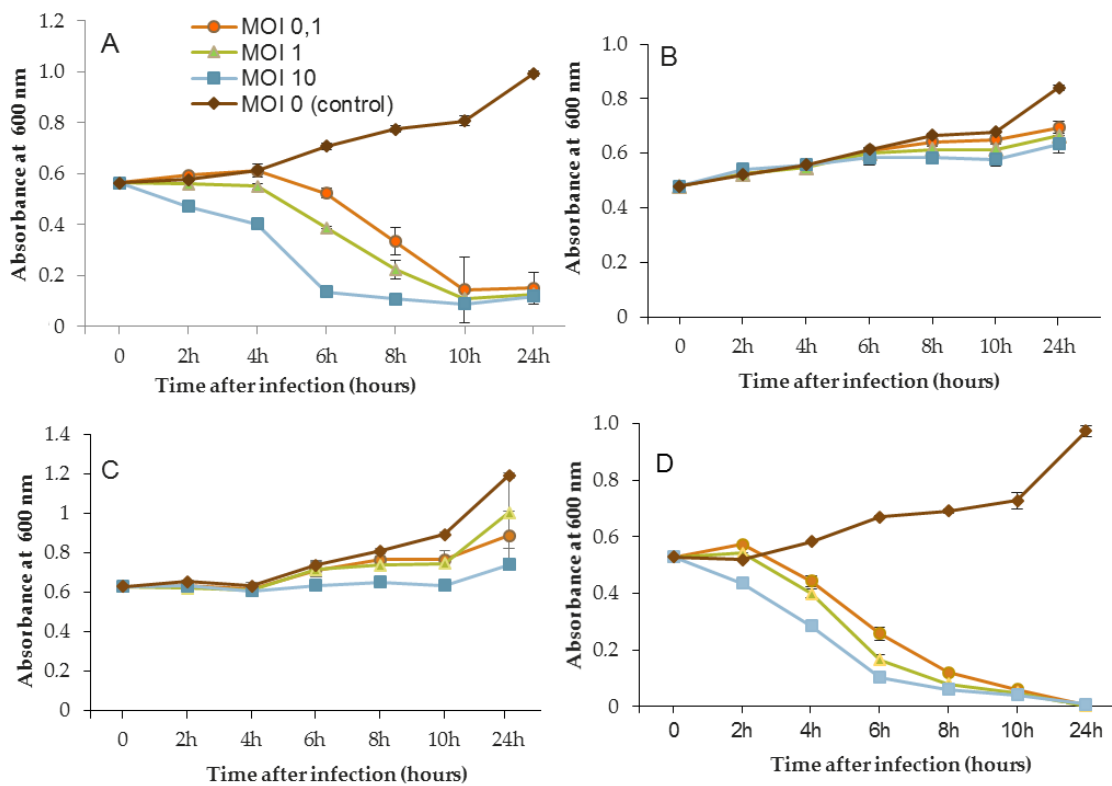 A
MOI 0,1
MOI 1
MOI 10
MOI 0 (control)
Absorbance at 600 nm
1.2
1.0
0.8
0.6
0.4
0.2
0
0 2h 4h 6h 8h 10h 24h
Time after infection (hours)
B
Absorbance at 600 nm
1.0
0.8
0.6
0.4
0.2
0
0 2h 4h 6h 8h 10h 24h
Time after infection (hours)
C
Absorbance at 600 nm
1.4
1.2
1
0.8
0.6
0.4
0.2
0
0 2h 4h 6h 8h 10h 24h
Time after infection (hours)
D
Absorbance at 600 nm
1.0
0.8
0.6
0.4
0.2
0
0 2h 4h 6h 8h 10h 24h
Time after infection (hours)